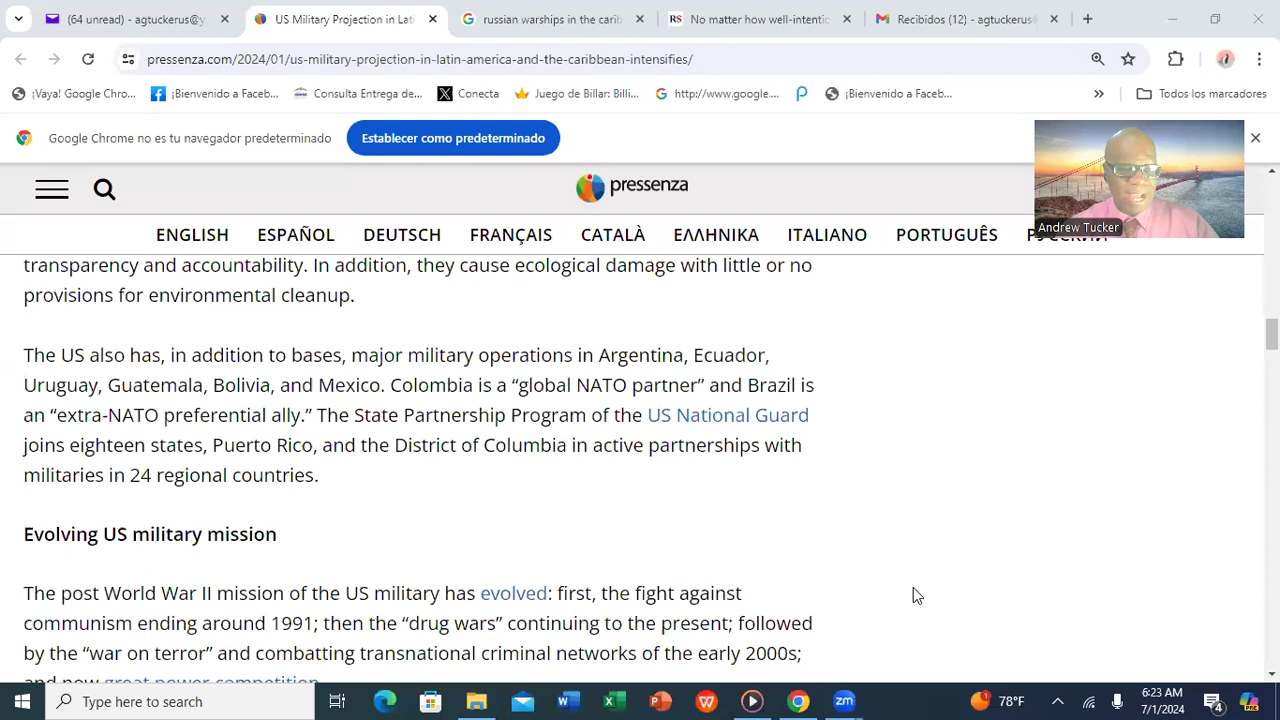 (64 unread) - agtuckerus@y
US Military Projection in Lati
russian warships in the carib
RS No matter how well-intentio
Recibidos (12) - agtuckerus@
pressenza.com/2024/01/us-military-projection-in-latin-america-and-the-caribbean-intensifies/
¡Vaya! Google Chro...
¡Bienvenido a Faceb...
Consulta Entrega de...
Conecta
Juego de Billar: Billi...
http://www.google....
¡Bienvenido a Faceb...
»
Todos los marcadores
Google Chrome no es tu navegador predeterminado
Establecer como predeterminado
pressenza
Andrew Tucker
ENGLISH ESPAÑOL DEUTSCH FRANÇAIS CATALÀ ΕΛΛΗΝΙΚΑ ITALIANO PORTUGUÊS
transparency and accountability. In addition, they cause ecological damage with little or no
provisions for environmental cleanup.
The US also has, in addition to bases, major military operations in Argentina, Ecuador,
Uruguay, Guatemala, Bolivia, and Mexico. Colombia is a “global NATO partner” and Brazil is
an “extra-NATO preferential ally.” The State Partnership Program of the US National Guard
joins eighteen states, Puerto Rico, and the District of Columbia in active partnerships with
militaries in 24 regional countries.
Evolving US military mission
The post World War II mission of the US military has evolved: first, the fight against
communism ending around 1991; then the “drug wars” continuing to the present; followed
by the “war on terror” and combatting transnational criminal networks of the early 2000s;
and now great power competition.
Type here to search
W
X
P
W
zm
1
78°F
6:23 AM
7/1/2024
4
PRE